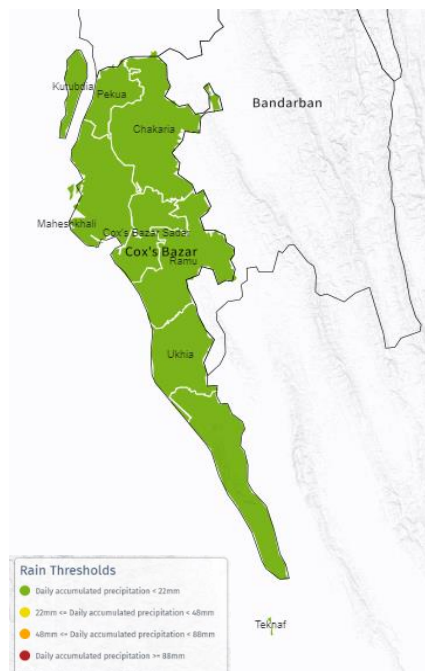 Kutubdia
Pekua
Bandarban
Chakaria
Maheshkhali
Cox's Bazar Sadar
Cox's Bazar
Ramu
Ukhia
Rain Thresholds
Daily accumulated precipitation < 22mm
22mm <= Daily accumulated precipitation < 48mm
48mm <= Daily accumulated precipitation < 88mm
Daily accumulated precipitation >= 88mm
Teknaf